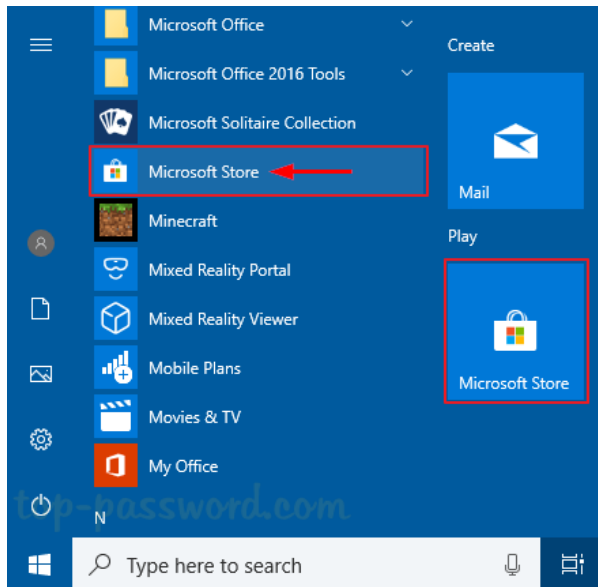 Microsoft Office
Microsoft Office 2016 Tools
Microsoft Solitaire Collection
Microsoft Store
Minecraft
Mixed Reality Portal
Mixed Reality Viewer
Mobile Plans
Movies & TV
My Office
N
Create
Mail
Play
Microsoft Store
top-password.com
Type here to search